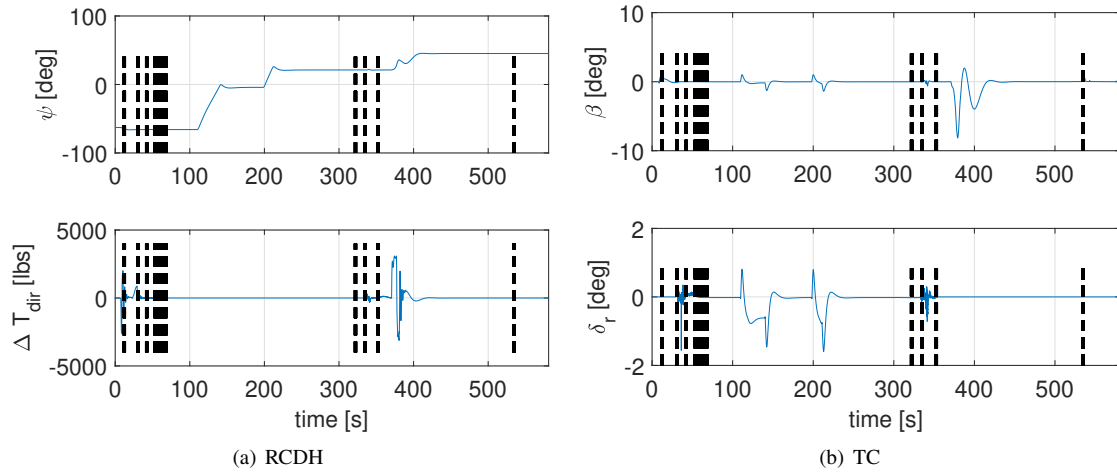 100
0
-100
ψ [deg]
0 100 200 300 400 500
5000
0
-5000
Δ T_dir [lbs]
0 100 200 300 400 500
time [s]
(a) RCDH
10
0
-10
β [deg]
0 100 200 300 400 500
2
0
-2
δ_r [deg]
0 100 200 300 400 500
time [s]
(b) TC